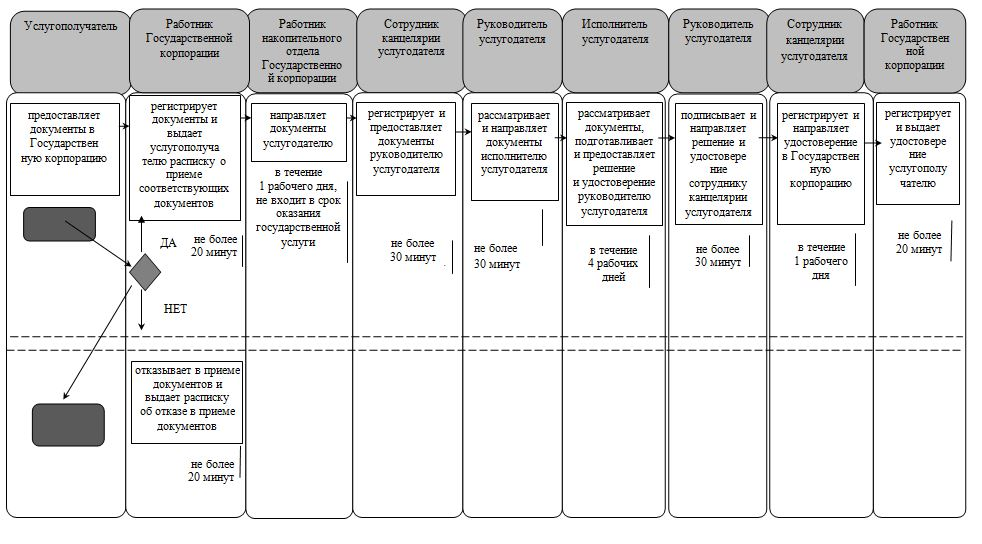 Услугополучатель
Работник
Государственной
корпорации
Работник
накопительного
отдела
Государственно
й корпорации
Сотрудник
канцелярии
услугодателя
Руководитель
услугодателя
Исполнитель
услугодателя
Руководитель
услугодателя
Сотрудник
канцелярии
услугодателя
Работник
Государствен
ной
корпорации
предоставляет
документы в
Государствен
ную корпорацию
регистрирует
документы и
выдает
услугополуча
телю расписку о
приеме
соответствующих
документов
направляет
документы
услугодателю
регистрирует и
предоставляет
документы
руководителю
услугодателя
рассматривает
и направляет
документы
исполнителю
услугодателя
рассматривает
документы,
подготавливает
и предоставляет
решение
и удостоверение
руководителю
услугодателя
подписывает и
направляет
решение и
удостовере
ние
сотруднику
канцелярии
услугодателя
регистрирует и
направляет
удостоверение
в Государствен
ную
корпорацию
регистрирует
и выдает
удостовере
ние
услугополу
чателю
в течение
1 рабочего дня,
не входит в срок
оказания
государственной
услуги
ДА
не более
20 минут
не более
30 минут
не более
30 минут
в течение
4 рабочих
дней
не более
30 минут
в течение
1 рабочего
дня
не более
20 минут
НЕТ
отказывает в приеме
документов и
выдает расписку
об отказе в приеме
документов
не более
20 минут